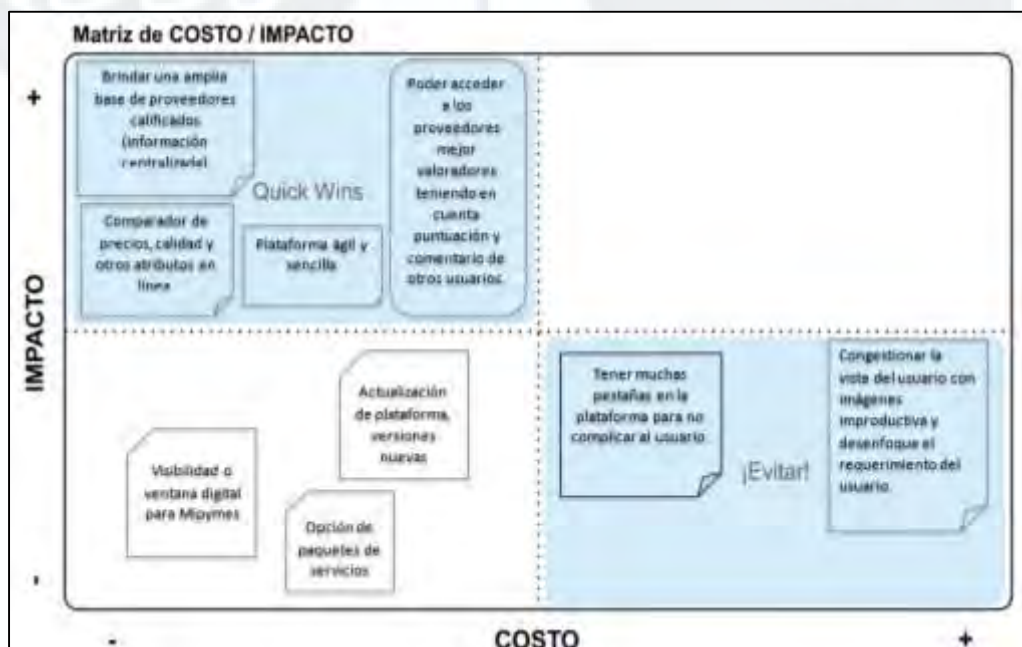 Matriz de COSTO / IMPACTO
+
Brindar una amplia
base de proveedores
calificados
(información
centralizada)
Quick Wins
Comparador de
precios, calidad y
otros atributos en
línea
Plataforma ágil y
sencilla
Poder acceder
a los
proveedores
mejor
valoradores
teniendo en
cuenta
puntuación y
comentario de
otros usuarios.
IMPACTO
Actualización
de plataforma,
versiones
nuevas
Visibilidad o
ventana digital
para Mipymes
Opción de
paquetes de
servicios
Tener muchas
pestañas en la
plataforma para no
complicar al usuario
¡Evitar!
Congestionar la
vista del usuario con
imágenes
improductiva y
desenfoque el
requerimiento del
usuario.
-
-
COSTO
+